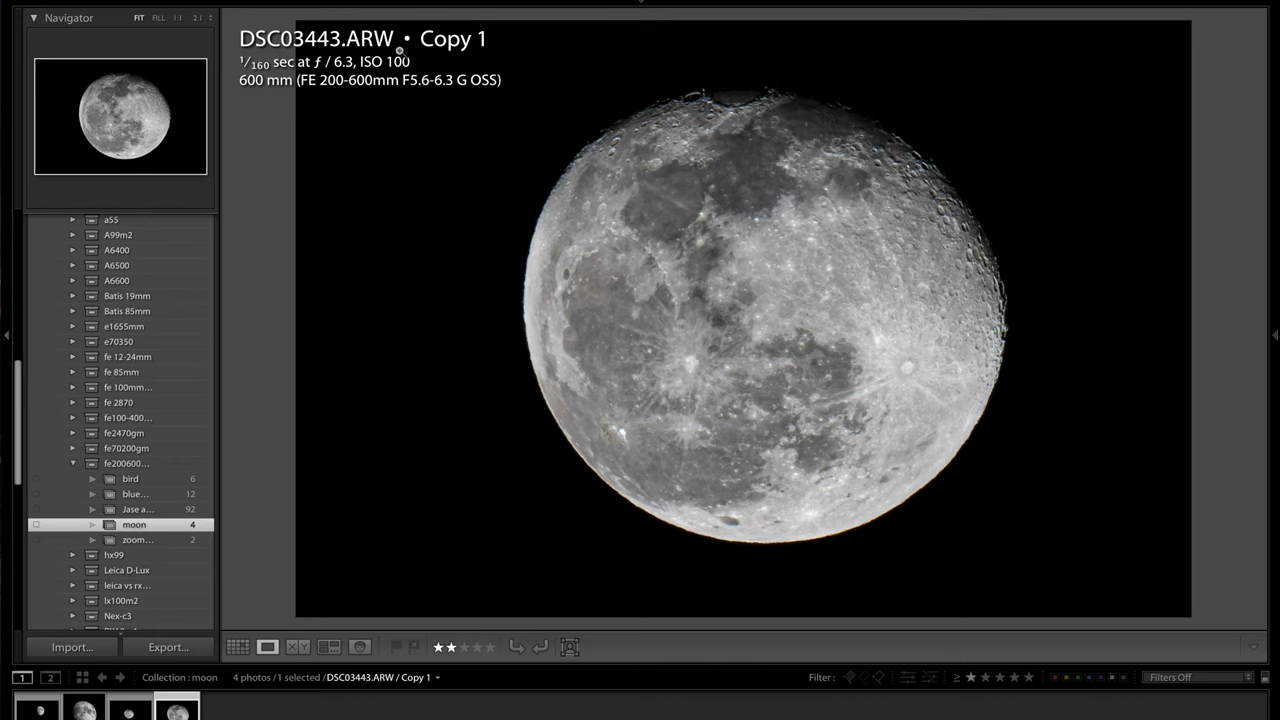 Navigator
FIT FILL 1:1 2:1
DSC03443.ARW • Copy 1
1/160 sec at ƒ / 6.3, ISO 100
600 mm (FE 200-600mm F5.6-6.3 G OSS)
a55
A99m2
A6400
A6500
A6600
Batis 19mm
Batis 85mm
e1655mm
e70350
fe 12-24mm
fe 85mm
fe 100mm...
fe 2870
fe100-400...
fe2470gm
fe70200gm
fe200600...
bird 6
blue... 12
Jase a... 92
moon 4
zoom... 2
hx99
Leica D-Lux
leica vs rx...
lx100m2
Nex-c3
Import... Export...
XY
1 2 Collection : moon 4 photos / 1 selected / DSC03443.ARW / Copy 1 Filter : ≥ Filters Off